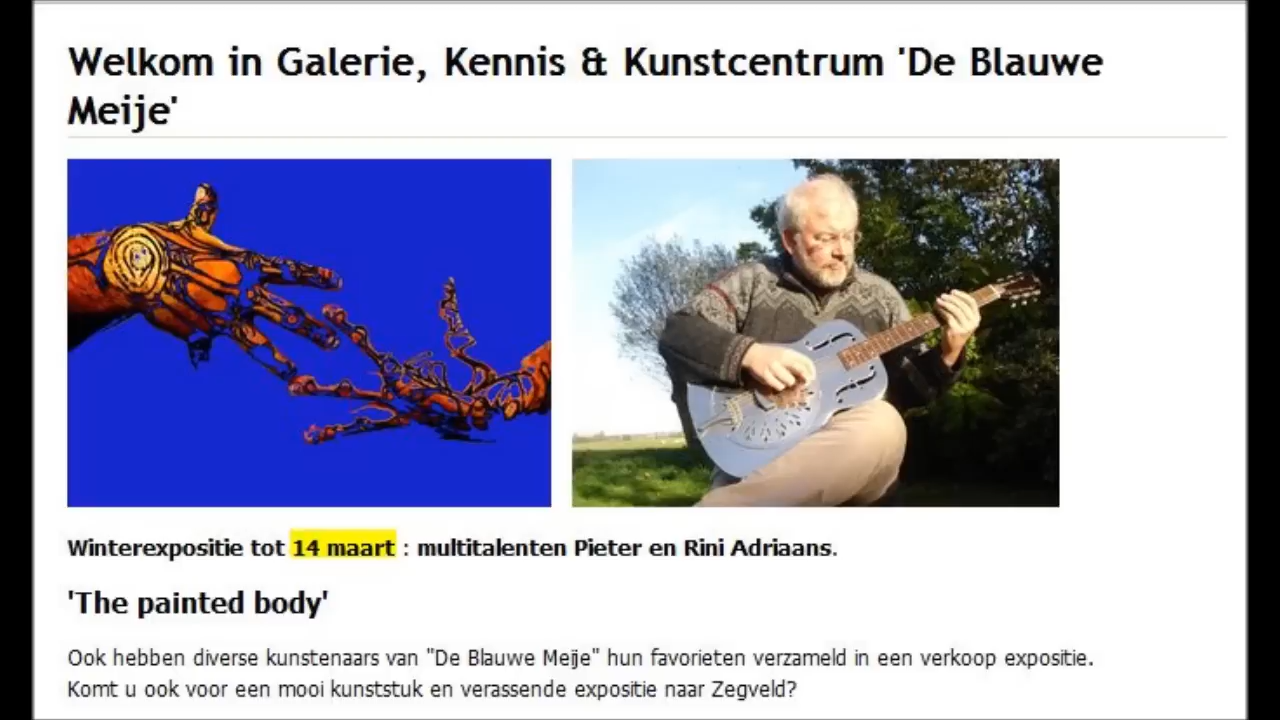 Welkom in Galerie, Kennis & Kunstcentrum 'De Blauwe
Meije'
Winterexpositie tot 14 maart : multitalenten Pieter en Rini Adriaans.
'The painted body'
Ook hebben diverse kunstenaars van "De Blauwe Meije" hun favorieten verzameld in een verkoop expositie.
Komt u ook voor een mooi kunststuk en verassende expositie naar Zegveld?